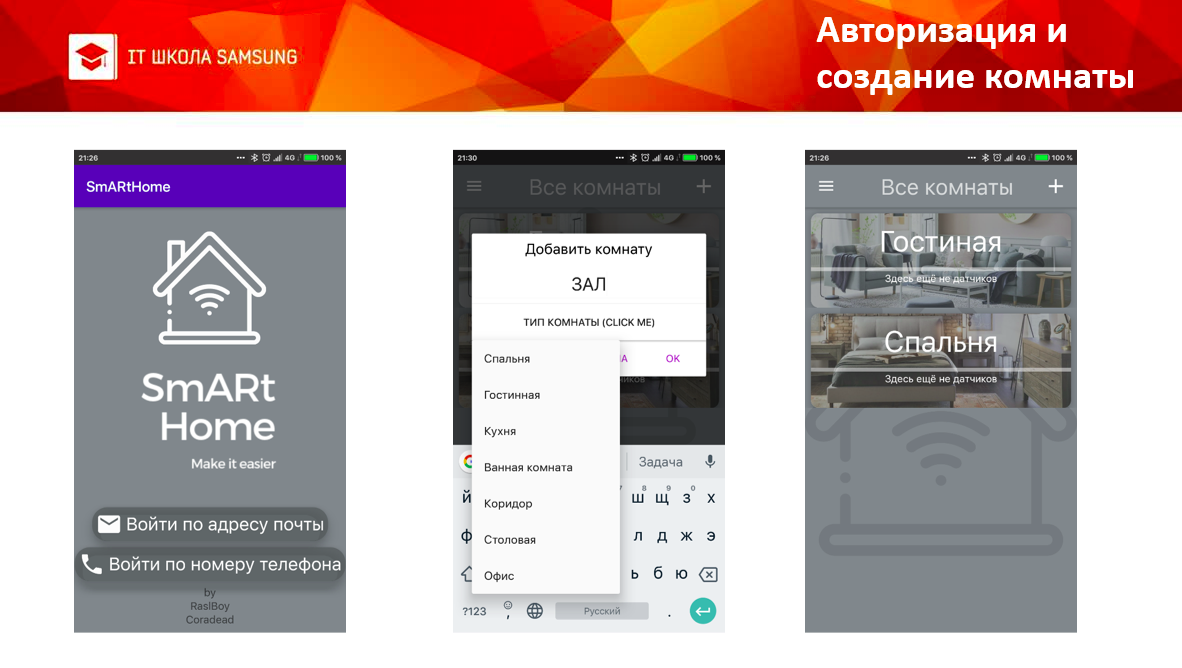 IT ШКОЛА SAMSUNG
Авторизация и
создание комнаты
21:26
4G
100 %
SmARtHome
SmARt
Home
Make it easier
Войти по адресу почты
Войти по номеру телефона
by
RaslBoy
Coradead
21:30
4G
100 %
Все комнаты
Добавить комнату
ЗАЛ
ТИП КОМНАТЫ (CLICK ME)
OK
Спальня
Гостинная
Кухня
Ванная комната
Коридор
Столовая
Офис
Задача
8 9 0
й ш щ з х
ф л д ж э
ь б ю
?123 , Русский .
21:26
4G
100 %
Все комнаты
Гостиная
Здесь ещё не датчиков
Спальня
Здесь ещё не датчиков